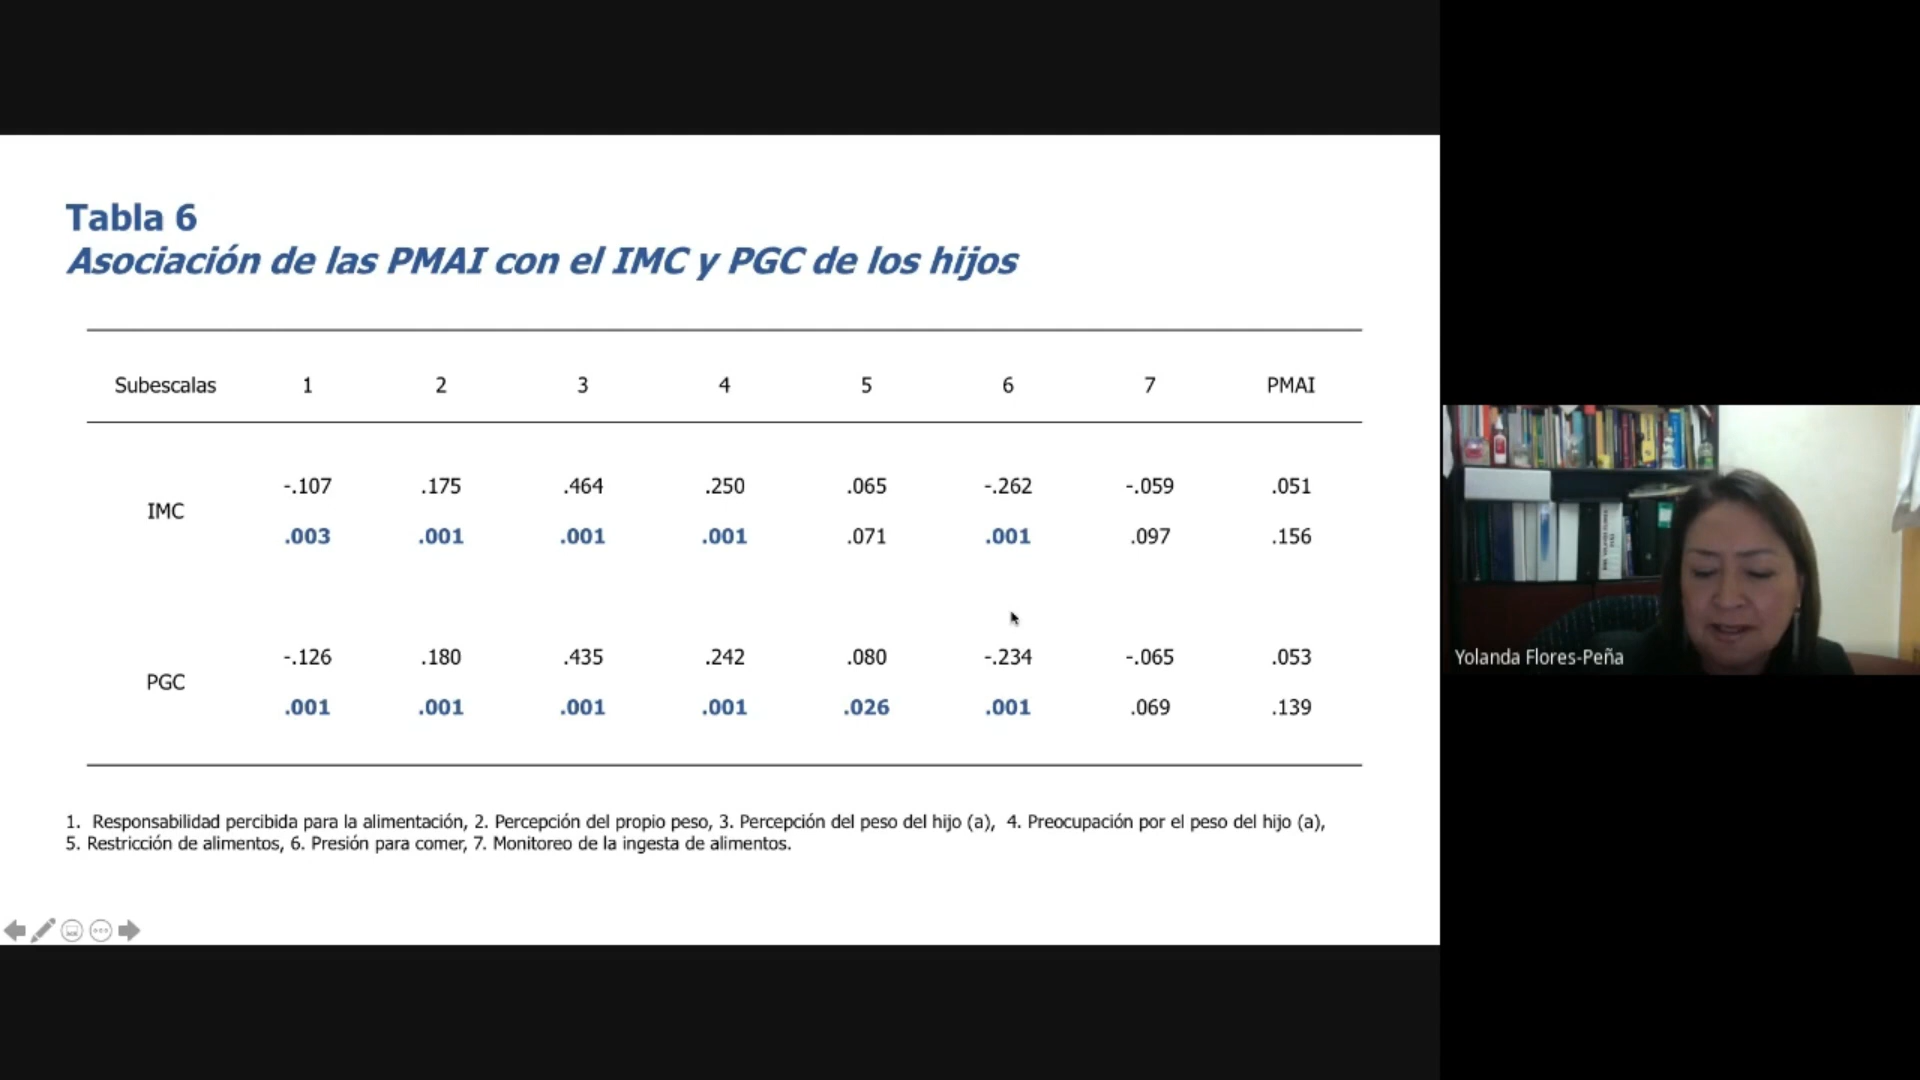 Tabla 6
Asociación de las PMAI con el IMC y PGC de los hijos
Subescalas 1 2 3 4 5 6 7 PMAI
IMC
-.107 .175 .464 .250 .065 -.262 -.059 .051
.003 .001 .001 .001 .071 .001 .097 .156
PGC
-.126 .180 .435 .242 .080 -.234 -.065 .053
.001 .001 .001 .001 .026 .001 .069 .139
1. Responsabilidad percibida para la alimentación, 2. Percepción del propio peso, 3. Percepción del peso del hijo (a), 4. Preocupación por el peso del hijo (a),
5. Restricción de alimentos, 6. Presión para comer, 7. Monitoreo de la ingesta de alimentos.
Yolanda Flores-Peña